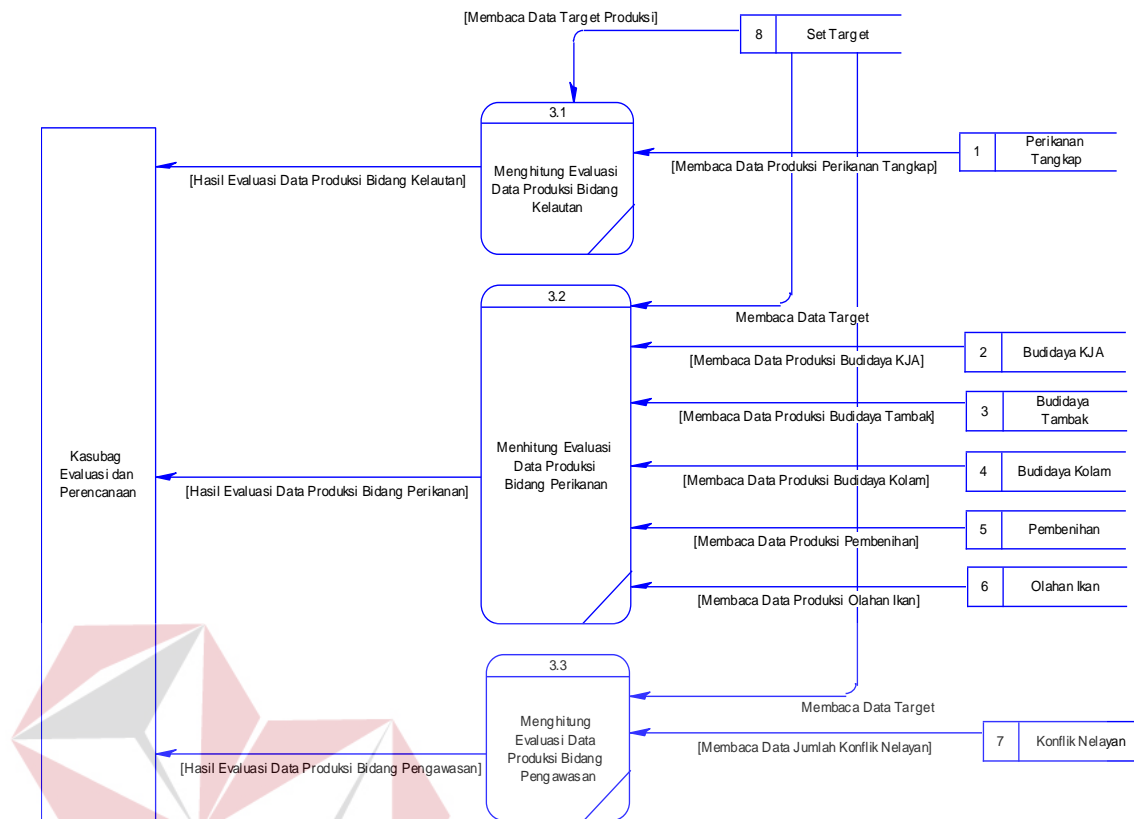 [Membaca Data Target Produksi]
8
Set Target
3.1
Menghitung Evaluasi
Data Produksi Bidang
Kelautan
1
Perikanan
Tangkap
[Membaca Data Produksi Perikanan Tangkap]
[Hasil Evaluasi Data Produksi Bidang Kelautan]
3.2
Membaca Data Target
2
Budidaya KJA
[Membaca Data Produksi Budidaya KJA]
3
Budidaya
Tambak
[Membaca Data Produksi Budidaya Tambak]
Kasubag
Evaluasi dan
Perencanaan
Menhitung Evaluasi
Data Produksi
Bidang Perikanan
4
Budidaya Kolam
[Membaca Data Produksi Budidaya Kolam]
[Hasil Evaluasi Data Produksi Bidang Perikanan]
5
Pembenihan
[Membaca Data Produksi Pembenihan]
6
Olahan Ikan
[Membaca Data Produksi Olahan Ikan]
3.3
Membaca Data Target
Menghitung
Evaluasi Data
Produksi Bidang
Pengawasan
7
Konflik Nelayan
[Membaca Data Jumlah Konflik Nelayan]
[Hasil Evaluasi Data Produksi Bidang Pengawasan]